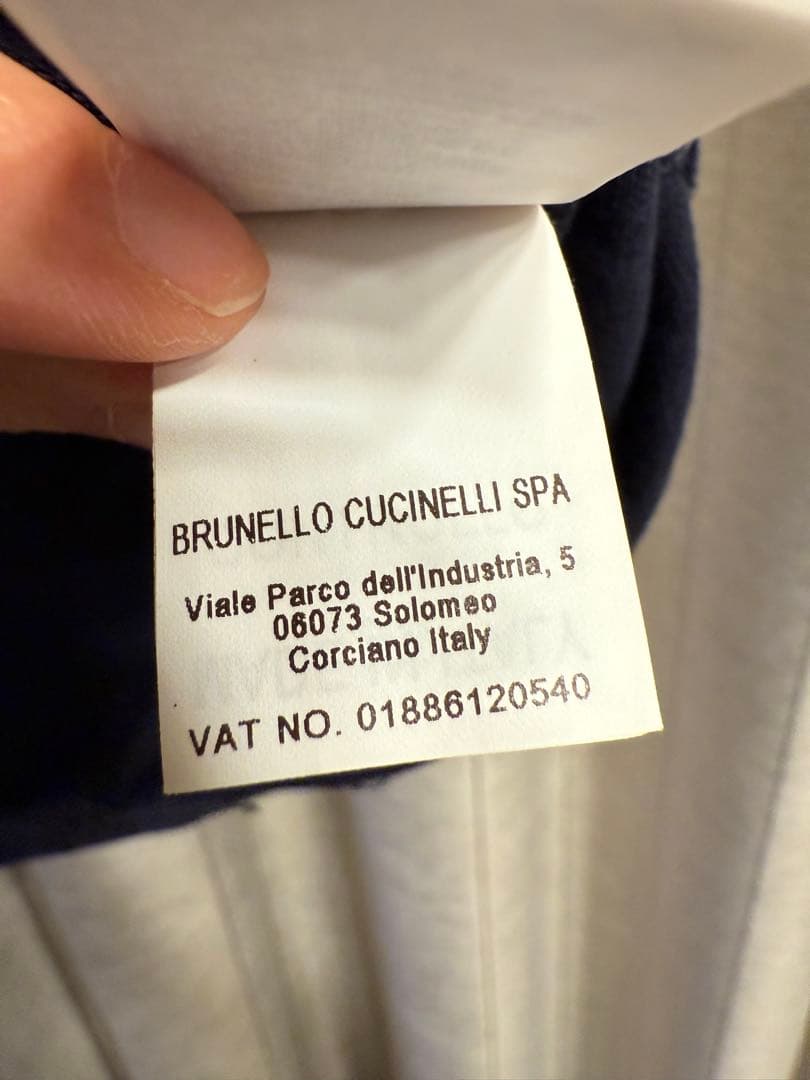 BRUNELLO CUCINELLI SPA
Viale Parco dell'Industria, 5
06073 Solomeo
Corciano Italy
VAT NO. 01886120540